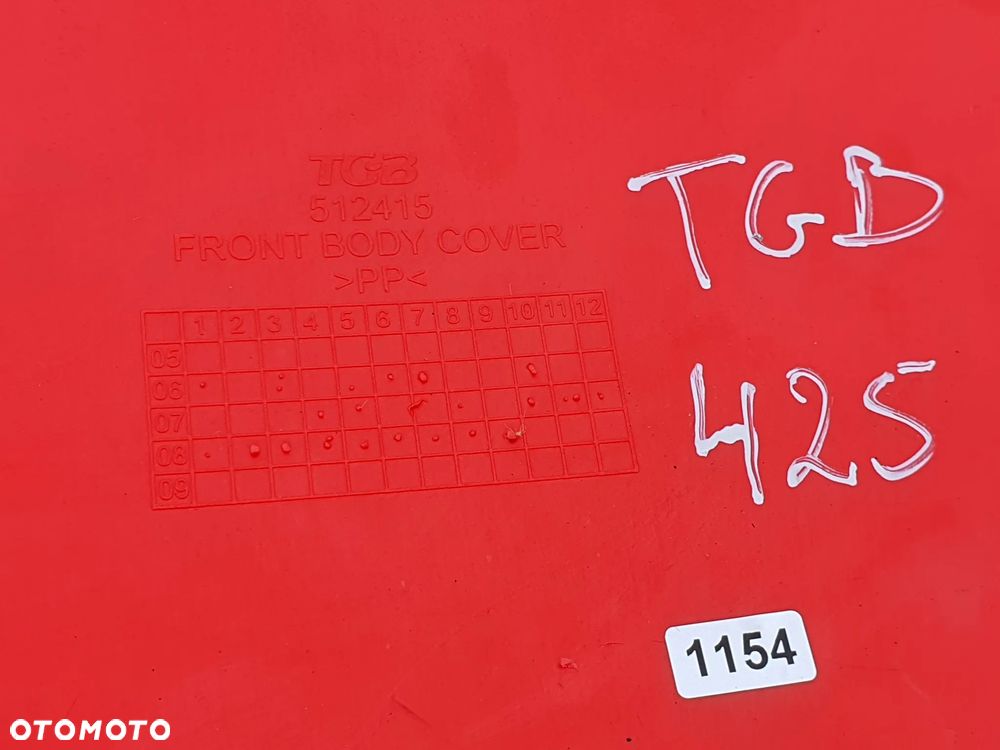 TGB
512415
FRONT BODY COVER
>PP<
1 2 3 4 5 6 7 8 9 10 11 12
05
06
07
08
09
TGD
425
1154
OTOMOTO